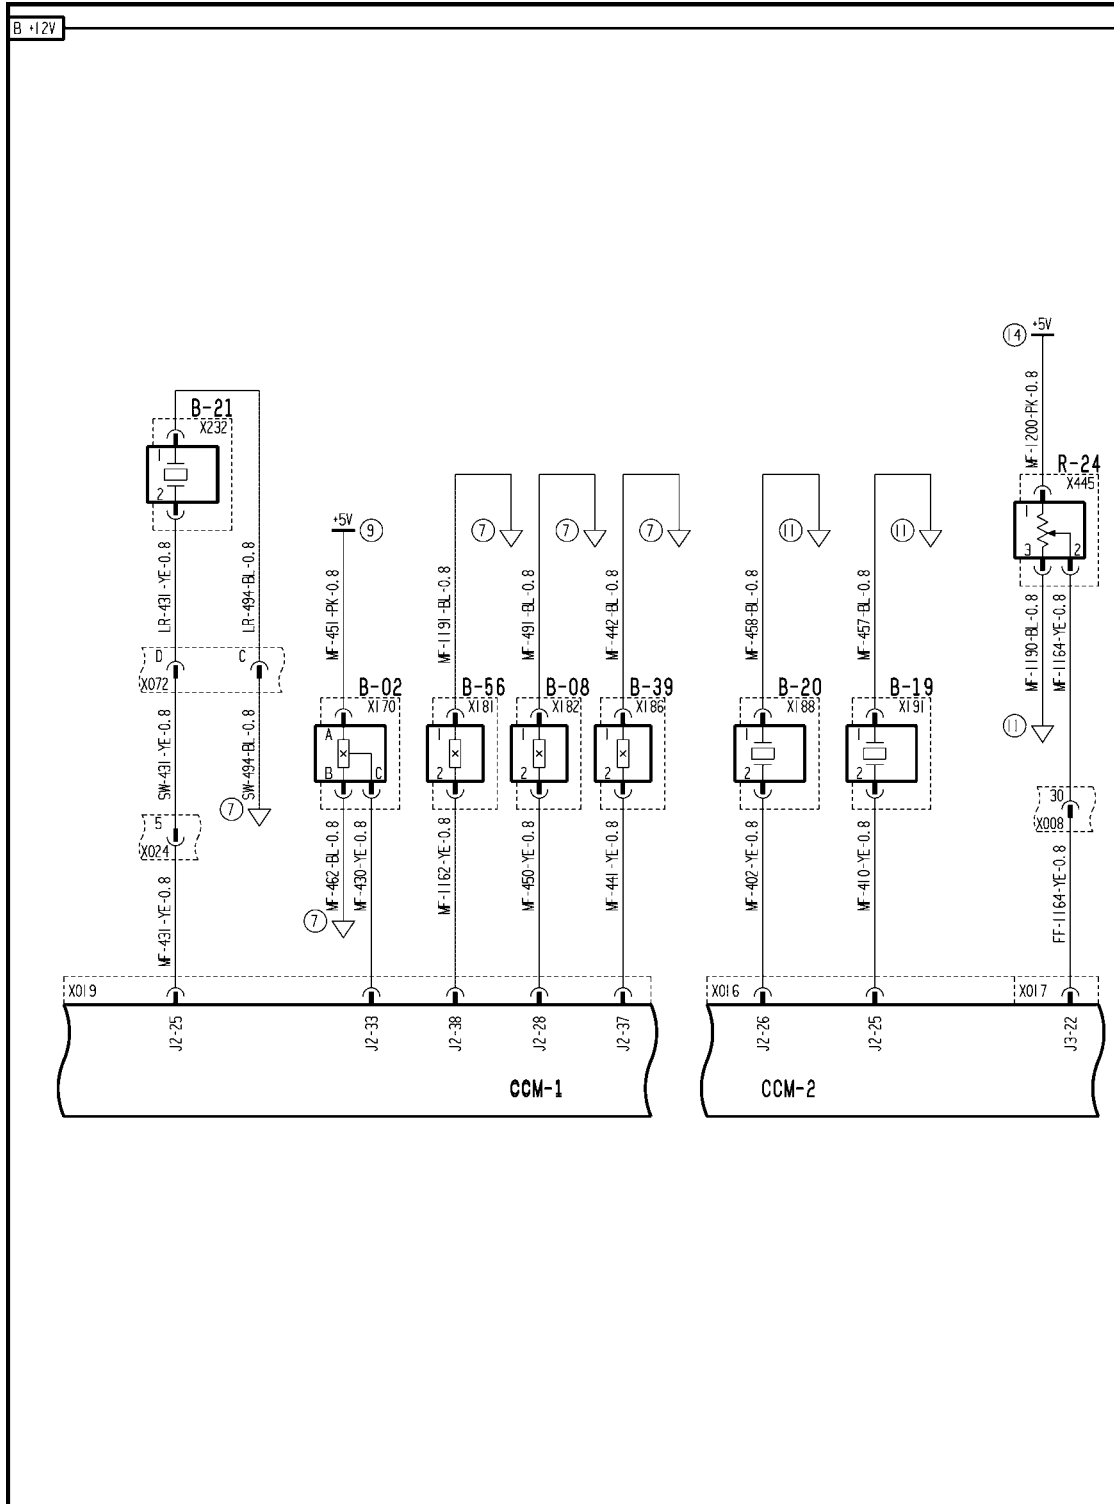 B +12V
14
+5V
MF-1200-PK-0.8
B-21
X232
1
2
R-24
X445
1
3
2
+5V
9
7
7
7
11
11
LR-431-YE-0.8
LR-494-BL-0.8
MF-451-PK-0.8
MF-1191-BL-0.8
MF-491-BL-0.8
MF-442-BL-0.8
MF-458-BL-0.8
MF-457-BL-0.8
MF-1190-BL-0.8
MF-1164-YE-0.8
D
C
X072
B-02
X170
A
B
C
B-56
X181
1
2
B-08
X182
1
2
B-39
X186
1
2
B-20
X188
1
2
B-19
X191
1
2
11
SW-431-YE-0.8
SW-494-BL-0.8
7
5
X024
30
X008
MF-462-BL-0.8
MF-430-YE-0.8
MF-1162-YE-0.8
MF-450-YE-0.8
MF-441-YE-0.8
MF-402-YE-0.8
MF-410-YE-0.8
7
MF-431-YE-0.8
FF-1164-YE-0.8
X019
X016
X017
J2-25
J2-33
J2-38
J2-28
J2-37
J2-26
J2-25
J3-22
CCM-1
CCM-2